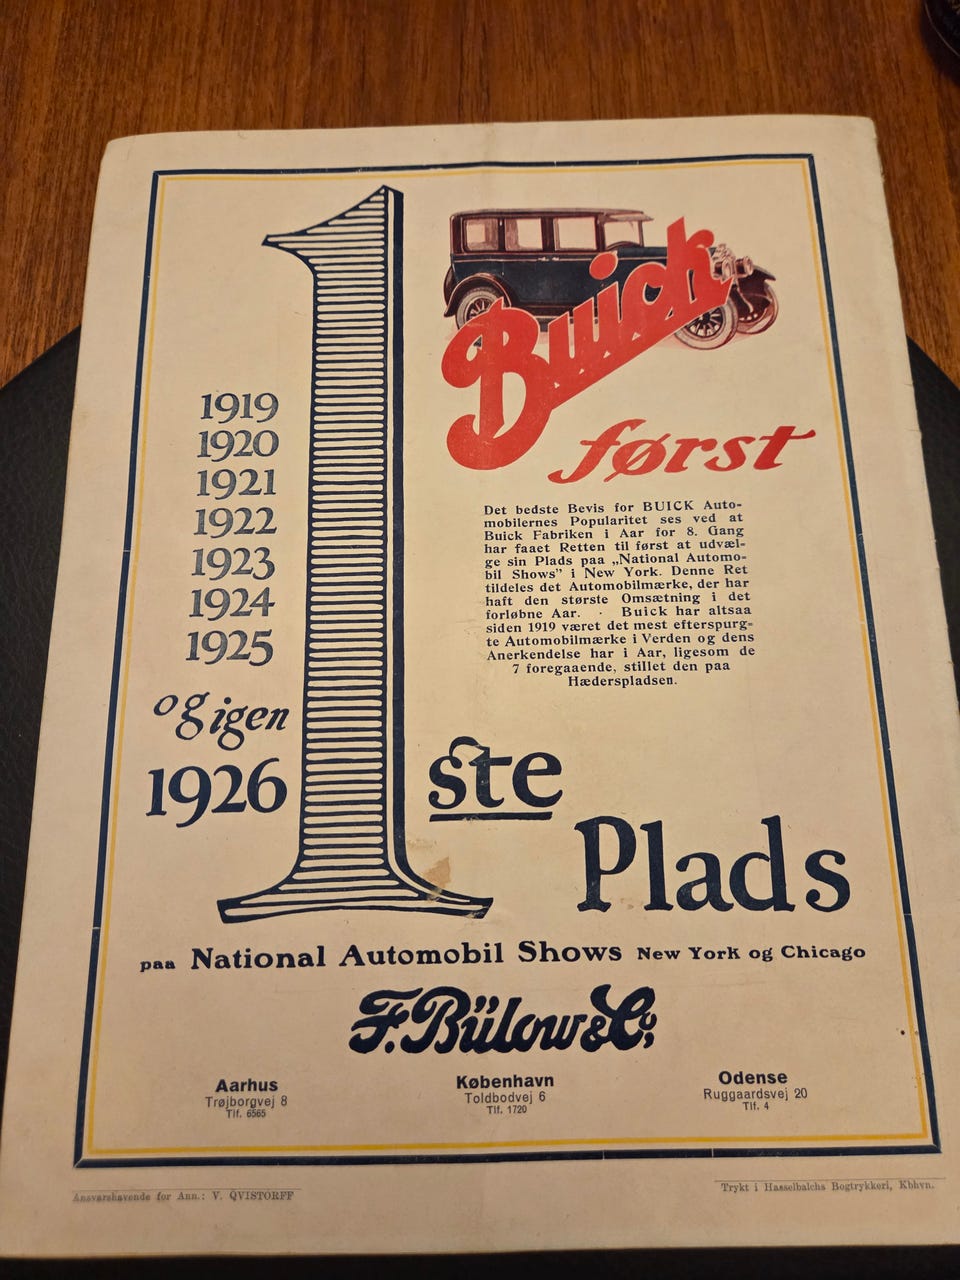 Buick
først
1919
1920
1921
1922
1923
1924
1925
og igen
1926
1
ste
Plads
Det bedste Bevis for BUICK Auto-
mobilernes Popularitet ses ved at
Buick Fabriken i Aar for 8. Gang
har faaet Retten til først at udvæl-
ge sin Plads paa „National Automo-
bil Shows" i New York. Denne Ret
tildeles det Automobilmærke, der har
haft den største Omsætning i det
forløbne Aar. · Buick har altsaa
siden 1919 været det mest efterspurg-
te Automobilmærke i Verden og dens
Anerkendelse har i Aar, ligesom de
7 foregaaende, stillet den paa
Hæderspladsen.
paa National Automobil Shows New York og Chicago
F. Bülow & Co,
Aarhus
Trøjborgvej 8
Tlf. 6565
København
Toldbodvej 6
Tlf. 1720
Odense
Ruggaardsvej 20
Tlf. 4
Ansvarshavende for Ann.: V. QVISTORFF
Trykt i Hasselbalchs Bogtrykkeri, Kbhvn.